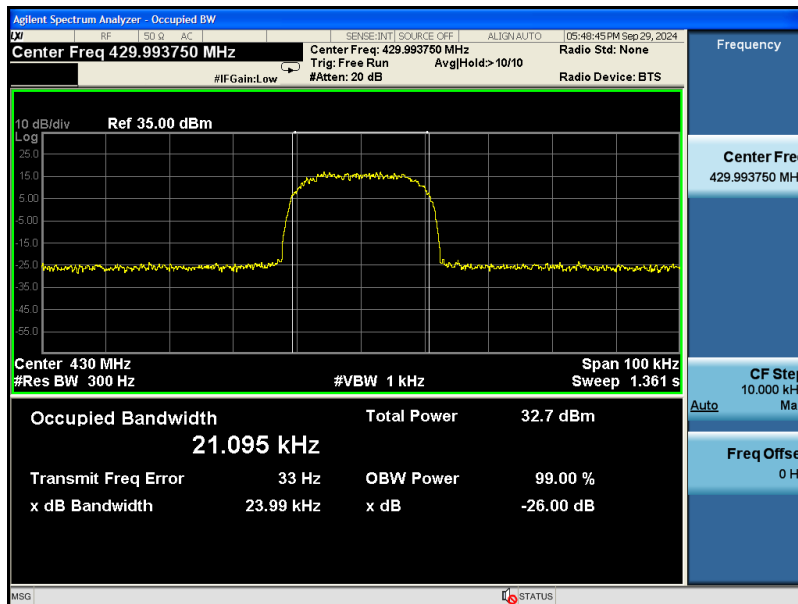 Agilent Spectrum Analyzer - Occupied BW
LXI RF 50 Ω AC SENSE:INT SOURCE OFF ALIGN AUTO 05:48:45 PM Sep 29, 2024
Center Freq 429.993750 MHz
Center Freq: 429.993750 MHz
Radio Std: None
Trig: Free Run Avg|Hold:> 10/10
#IFGain:Low
#Atten: 20 dB
Radio Device: BTS
Frequency
10 dB/div Ref 35.00 dBm
Log
25.0
15.0
5.00
-5.00
-15.0
-25.0
-35.0
-45.0
-55.0
Center Fre
429.993750 MH
Center 430 MHz Span 100 kHz
#Res BW 300 Hz #VBW 1 kHz Sweep 1.361 s
CF Step
10.000 kH
Auto Ma
Occupied Bandwidth Total Power 32.7 dBm
21.095 kHz
Transmit Freq Error 33 Hz OBW Power 99.00 %
x dB Bandwidth 23.99 kHz x dB -26.00 dB
Freq Offse
0 H
MSG STATUS